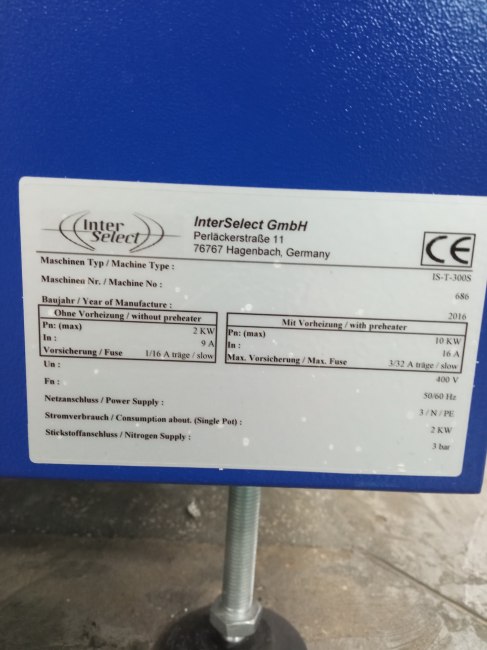 Inter
Select
InterSelect GmbH
Perläckerstraße 11
76767 Hagenbach, Germany
CE
Maschinen Typ / Machine Type : IS-T-300S
Maschinen Nr. / Machine No : 686
Baujahr / Year of Manufacture : 2016
Ohne Vorheizung / without preheater
Pn: (max) 2 KW
In : 9 A
Vorsicherung / Fuse 1/16 A träge / slow
Mit Vorheizung / with preheater
Pn: (max) 10 KW
In : 16 A
Max. Vorsicherung / Max. Fuse 3/32 A träge / slow
Un : 400 V
Fn : 50/60 Hz
Netzanschluss / Power Supply : 3 / N / PE
Stromverbrauch / Consumption about. (Single Pot) : 2 KW
Stickstoffanschluss / Nitrogen Supply : 3 bar